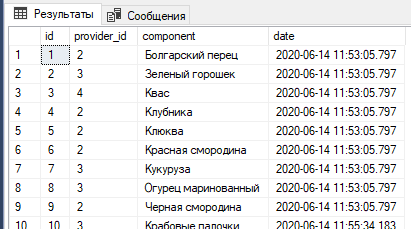 Результаты Сообщения
id provider_id component date
1 1 2 Болгарский перец 2020-06-14 11:53:05.797
2 2 3 Зеленый горошек 2020-06-14 11:53:05.797
3 3 4 Квас 2020-06-14 11:53:05.797
4 4 2 Клубника 2020-06-14 11:53:05.797
5 5 2 Клюква 2020-06-14 11:53:05.797
6 6 2 Красная смородина 2020-06-14 11:53:05.797
7 7 3 Кукуруза 2020-06-14 11:53:05.797
8 8 3 Огурец маринованный 2020-06-14 11:53:05.797
9 9 2 Черная смородина 2020-06-14 11:53:05.797
10 10 3 Крабовые палочки 2020-06-14 11:55:34.183